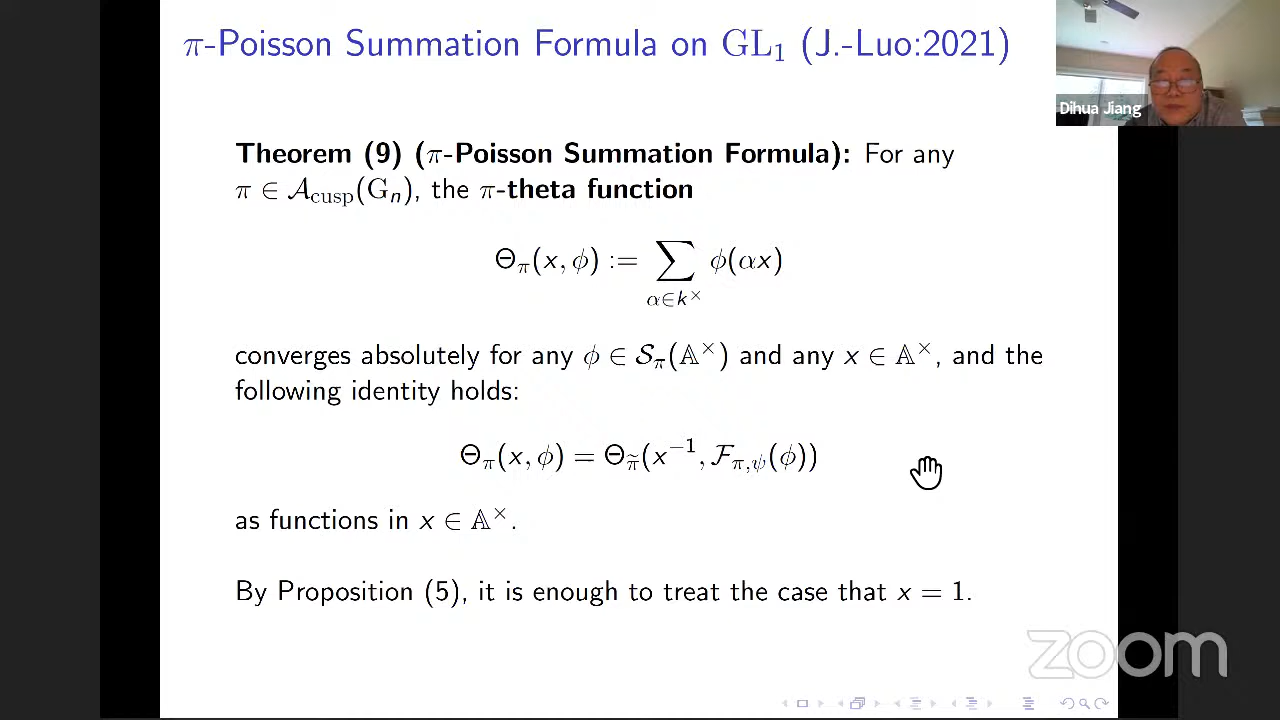 π-Poisson Summation Formula on GL₁ (J.-Luo:2021)
Dihua Jiang
Theorem (9) (π-Poisson Summation Formula): For any
π ∈ 𝒜_cusp(G_n), the π-theta function
Θ_π(x, ϕ) := ∑_{α∈k^×} ϕ(αx)
converges absolutely for any ϕ ∈ 𝒮_π(𝔸^×) and any x ∈ 𝔸^×, and the
following identity holds:
Θ_π(x, ϕ) = Θ_π̃(x⁻¹, ℱ_{π,ψ}(ϕ))
as functions in x ∈ 𝔸^×.
By Proposition (5), it is enough to treat the case that x = 1.
zoom